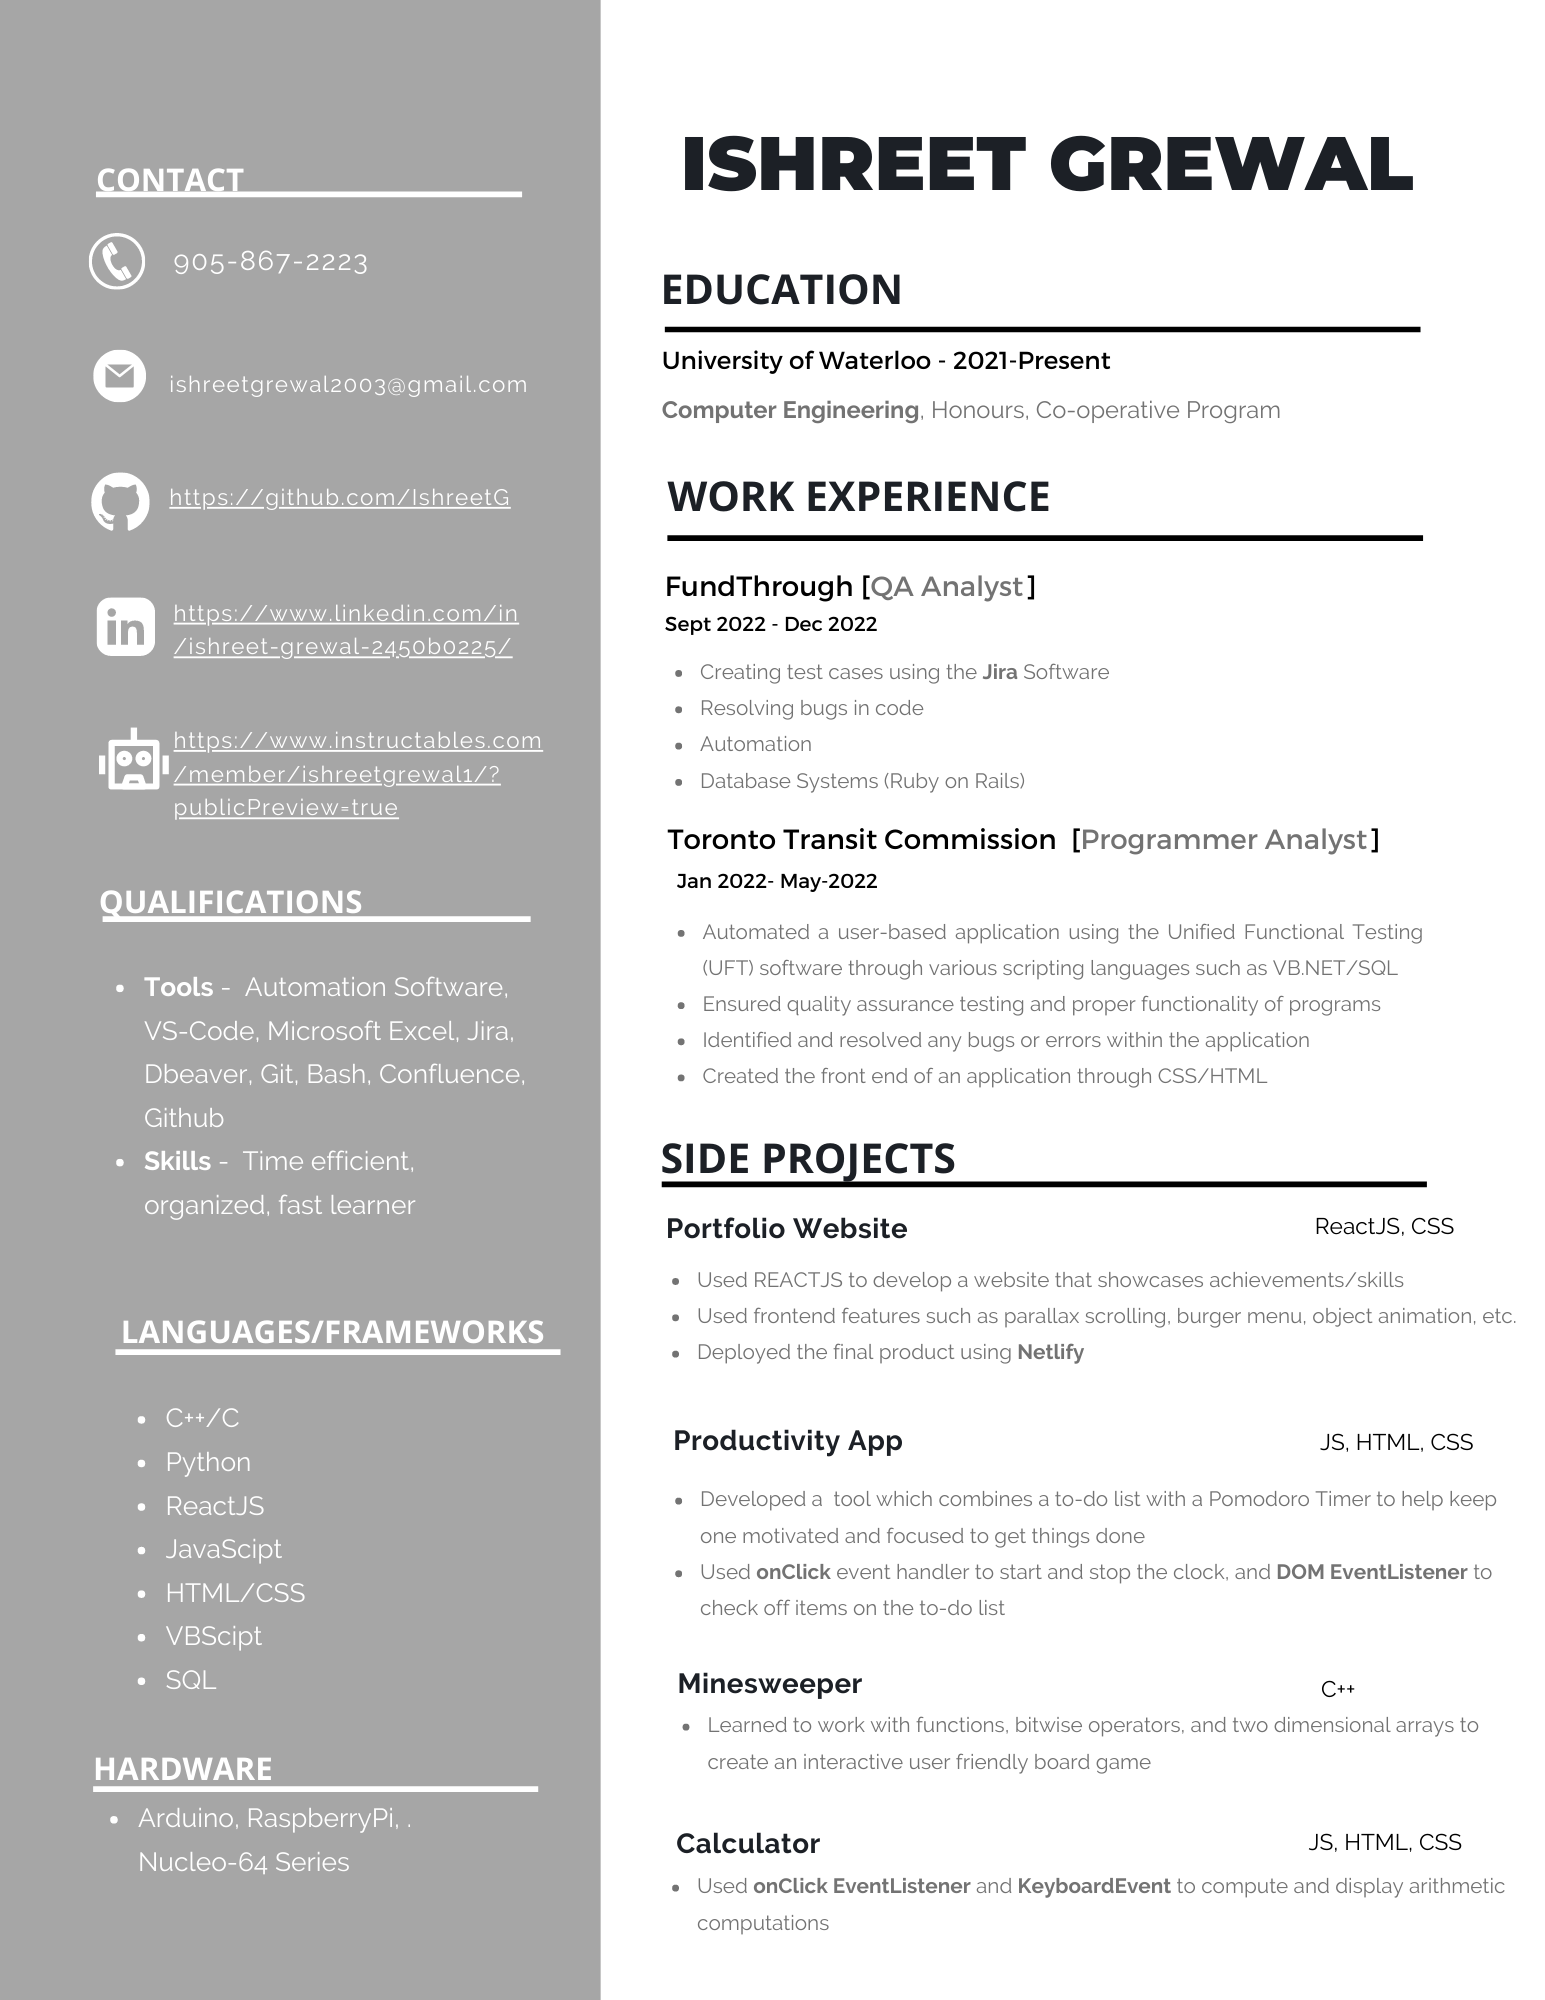 CONTACT
905-867-2223
ishreetgrewal2003@gmail.com
https://github.com/IshreetG
https://www.linkedin.com/in
/ishreet-grewal-2450b0225/
https://www.instructables.com
/member/ishreetgrewal1/?
publicPreview=true
QUALIFICATIONS
• Tools - Automation Software,
VS-Code, Microsoft Excel, Jira,
Dbeaver, Git, Bash, Confluence,
Github
• Skills - Time efficient,
organized, fast learner
LANGUAGES/FRAMEWORKS
• C++/C
• Python
• ReactJS
• JavaScipt
• HTML/CSS
• VBScipt
• SQL
HARDWARE
• Arduino, RaspberryPi, .
Nucleo-64 Series
ISHREET GREWAL
EDUCATION
University of Waterloo - 2021-Present
Computer Engineering, Honours, Co-operative Program
WORK EXPERIENCE
FundThrough [QA Analyst]
Sept 2022 - Dec 2022
• Creating test cases using the Jira Software
• Resolving bugs in code
• Automation
• Database Systems (Ruby on Rails)
Toronto Transit Commission [Programmer Analyst]
Jan 2022- May-2022
• Automated a user-based application using the Unified Functional Testing
(UFT) software through various scripting languages such as VB.NET/SQL
• Ensured quality assurance testing and proper functionality of programs
• Identified and resolved any bugs or errors within the application
• Created the front end of an application through CSS/HTML
SIDE PROJECTS
Portfolio Website ReactJS, CSS
• Used REACTJS to develop a website that showcases achievements/skills
• Used frontend features such as parallax scrolling, burger menu, object animation, etc.
• Deployed the final product using Netlify
Productivity App JS, HTML, CSS
• Developed a tool which combines a to-do list with a Pomodoro Timer to help keep
one motivated and focused to get things done
• Used onClick event handler to start and stop the clock, and DOM EventListener to
check off items on the to-do list
Minesweeper C++
• Learned to work with functions, bitwise operators, and two dimensional arrays to
create an interactive user friendly board game
Calculator JS, HTML, CSS
• Used onClick EventListener and KeyboardEvent to compute and display arithmetic
computations